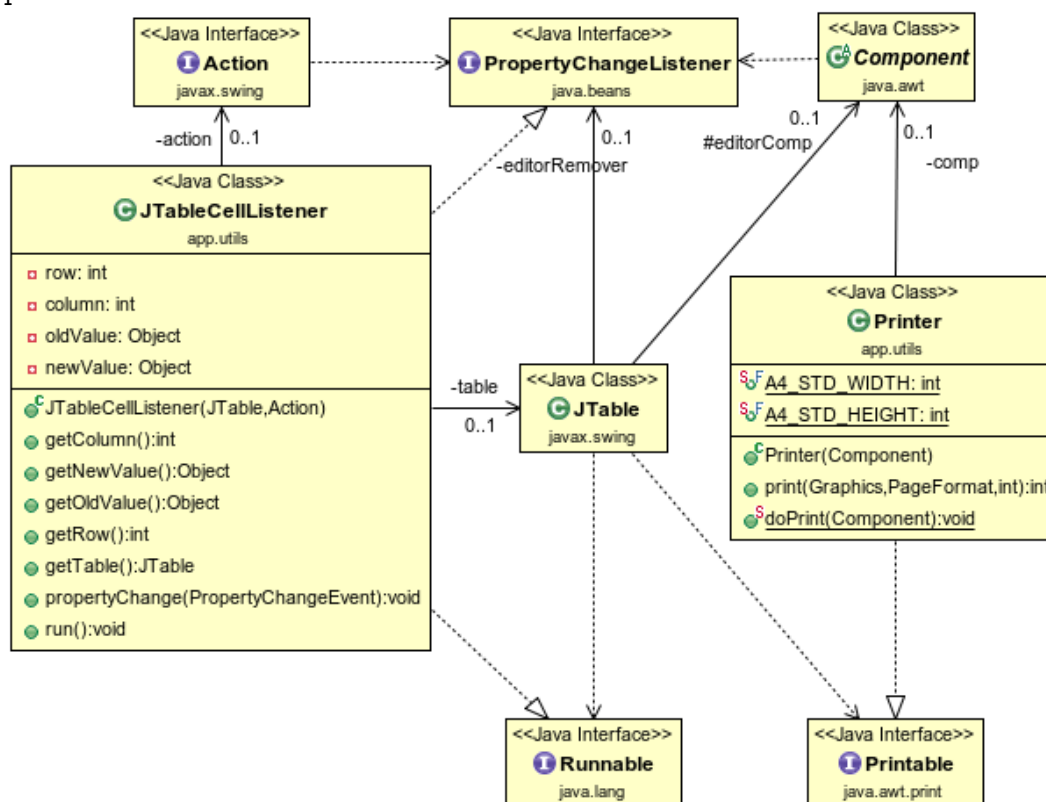 <<Java Interface>>
Action
javax.swing
<<Java Interface>>
PropertyChangeListener
java.beans
<<Java Class>>
Component
java.awt
-action
0..1
-editorRemover
0..1
#editorComp
0..1
0..1
-comp
<<Java Class>>
JTableCellListener
app.utils
row: int
column: int
oldValue: Object
newValue: Object
JTableCellListener(JTable,Action)
getColumn():int
getNewValue():Object
getOldValue():Object
getRow():int
getTable():JTable
propertyChange(PropertyChangeEvent):void
run():void
-table
0..1
<<Java Class>>
JTable
javax.swing
<<Java Class>>
Printer
app.utils
A4_STD_WIDTH: int
A4_STD_HEIGHT: int
Printer(Component)
print(Graphics,PageFormat,int):int
doPrint(Component):void
<<Java Interface>>
Runnable
java.lang
<<Java Interface>>
Printable
java.awt.print